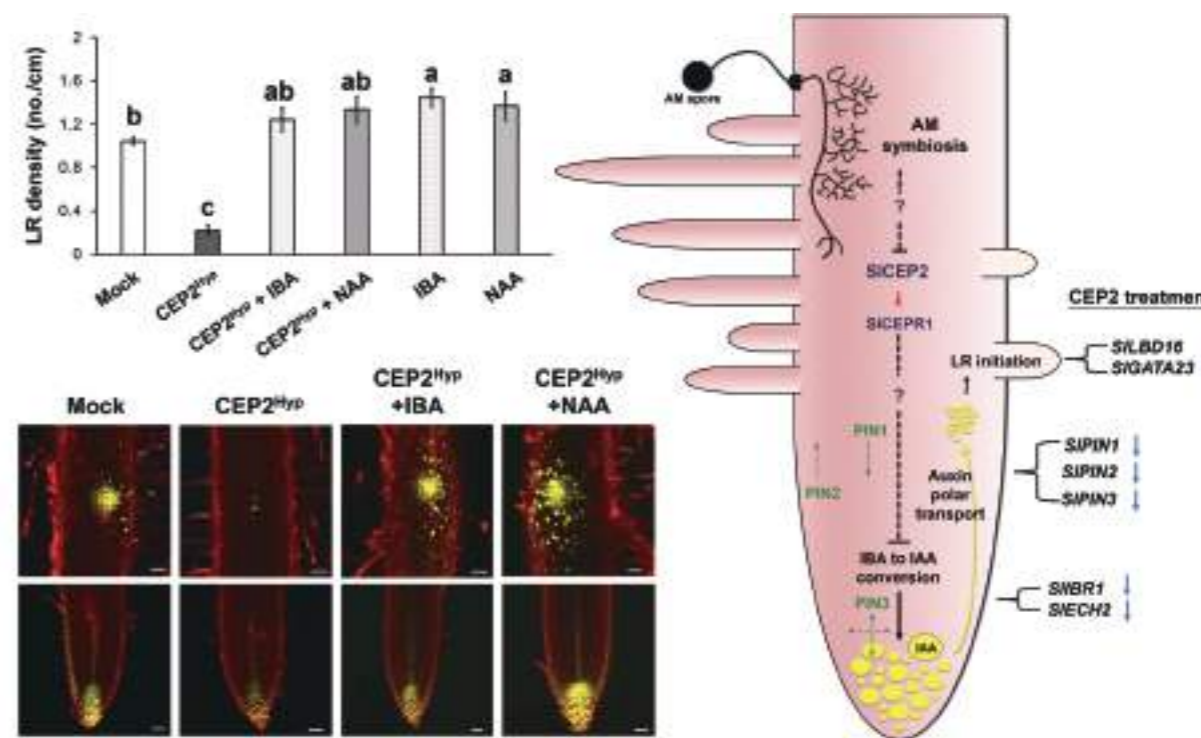 LR density (no./cm)
2
1.6
1.2
0.8
0.4
0
b
c
ab
ab
a
a
Mock
CEP2Hyp
CEP2Hyp + IBA
CEP2Hyp + NAA
IBA
NAA
Mock
CEP2Hyp
CEP2Hyp
+IBA
CEP2Hyp
+NAA
AM spore
AM
symbiosis
?
SlCEP2
SlCEPR1
?
LR initiation
PIN1
PIN2
Auxin
polar
transport
IBA to IAA
conversion
PIN3
IAA
CEP2 treatment
SlLBD16
SlGATA23
SlPIN1 ↓
SlPIN2 ↓
SlPIN3 ↓
SlIBR1 ↓
SlECH2 ↓